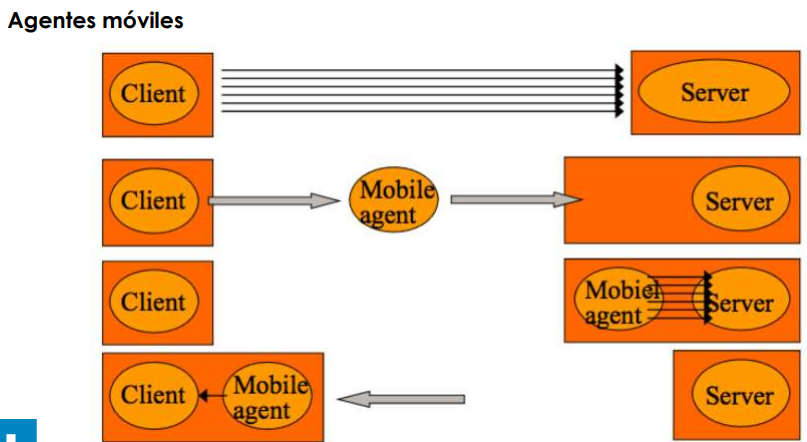 Agentes móviles
Client
Server
Client
Mobile
agent
Server
Client
Mobiel
agent
Server
Client
Mobile
agent
Server